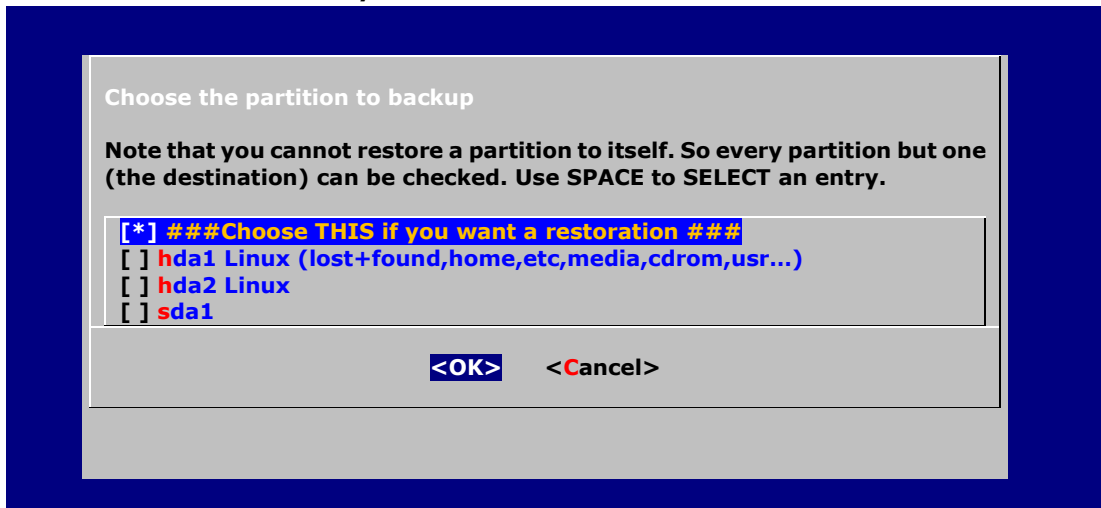 Choose the partition to backup
Note that you cannot restore a partition to itself. So every partition but one
(the destination) can be checked. Use SPACE to SELECT an entry.
[*] ###Choose THIS if you want a restoration ###
[ ] hda1 Linux (lost+found,home,etc,media,cdrom,usr...)
[ ] hda2 Linux
[ ] sda1
<OK> <Cancel>